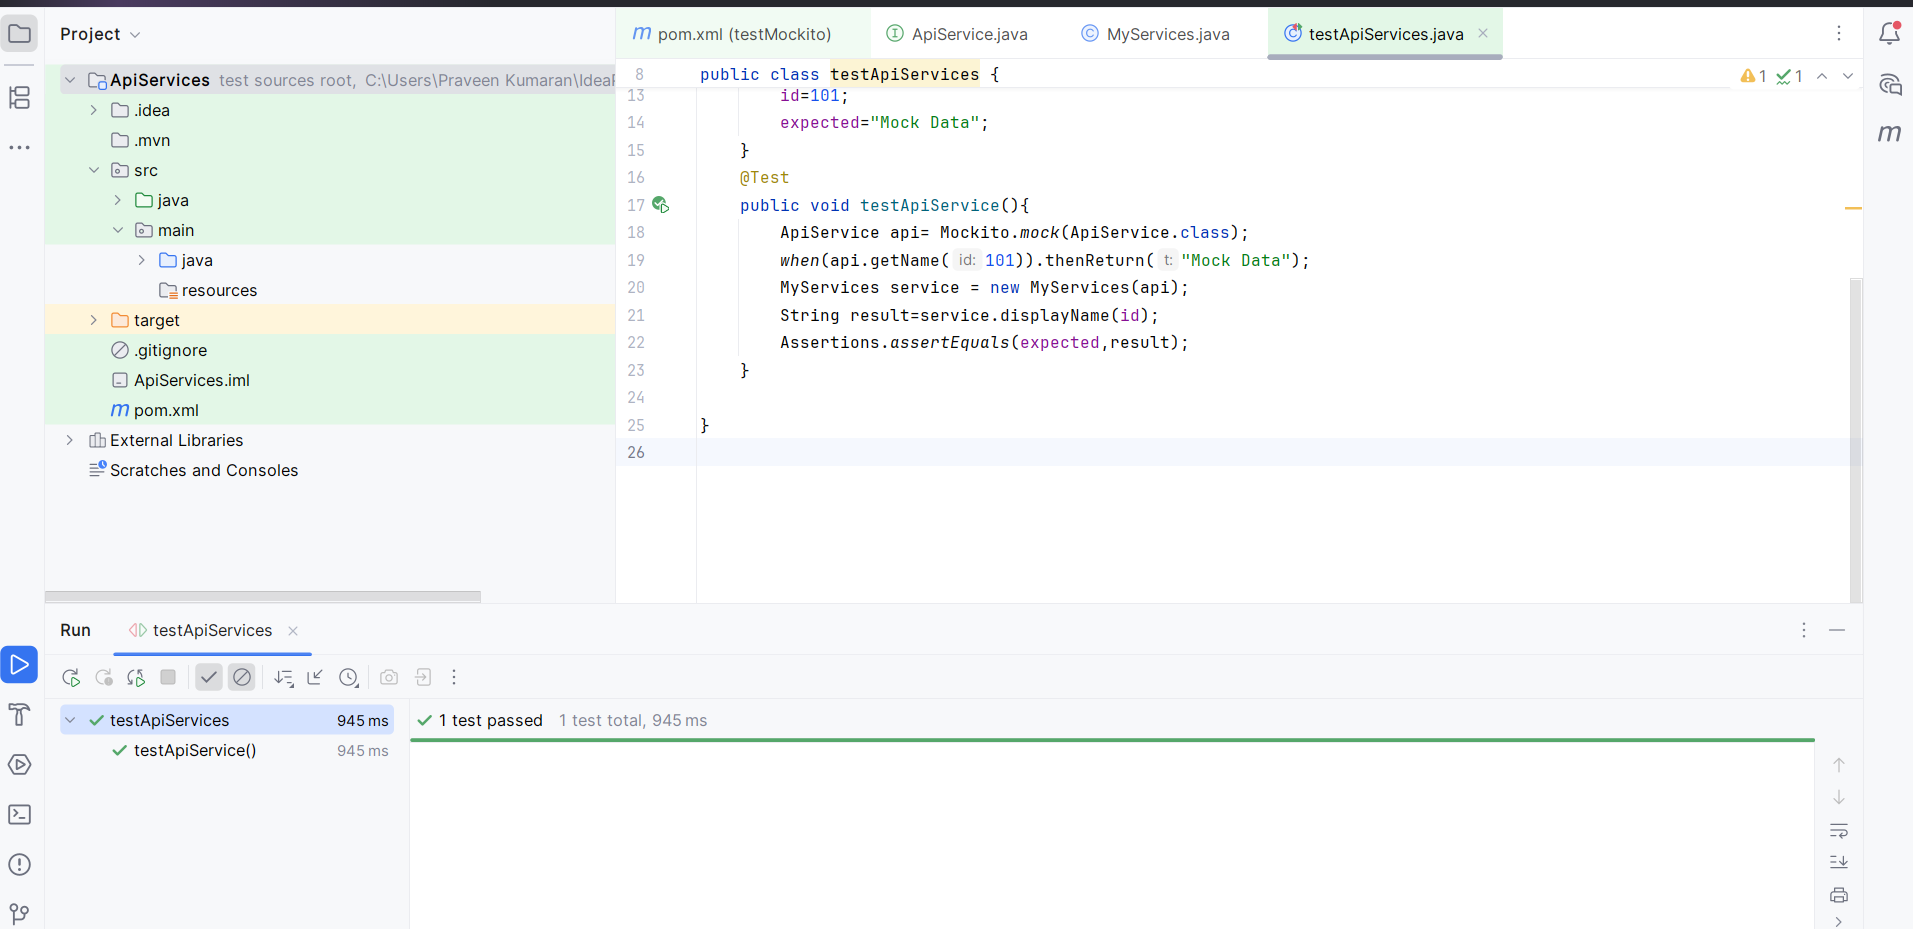 Project
pom.xml (testMockito)
ApiService.java
MyServices.java
testApiServices.java
ApiServices test sources root, C:\Users\Praveen Kumaran\Idea
.idea
.mvn
src
java
main
java
resources
target
.gitignore
ApiServices.iml
pom.xml
External Libraries
Scratches and Consoles
8 public class testApiServices {
1 1
13 id=101;
14 expected="Mock Data";
15 }
16 @Test
17 public void testApiService(){
18 ApiService api= Mockito.mock(ApiService.class);
19 when(api.getName( id: 101)).thenReturn( t: "Mock Data");
20 MyServices service = new MyServices(api);
21 String result=service.displayName(id);
22 Assertions.assertEquals(expected,result);
23 }
24
25 }
26
Run testApiServices
testApiServices 945 ms
testApiService() 945 ms
1 test passed 1 test total, 945 ms